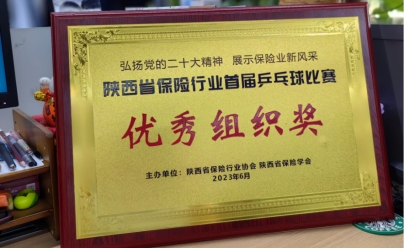 弘扬党的二十大精神 展示保险业新风采
陕西省保险行业首届乒乓球比赛
优秀组织奖
主办单位：陕西省保险行业协会 陕西省保险学会
2023年6月